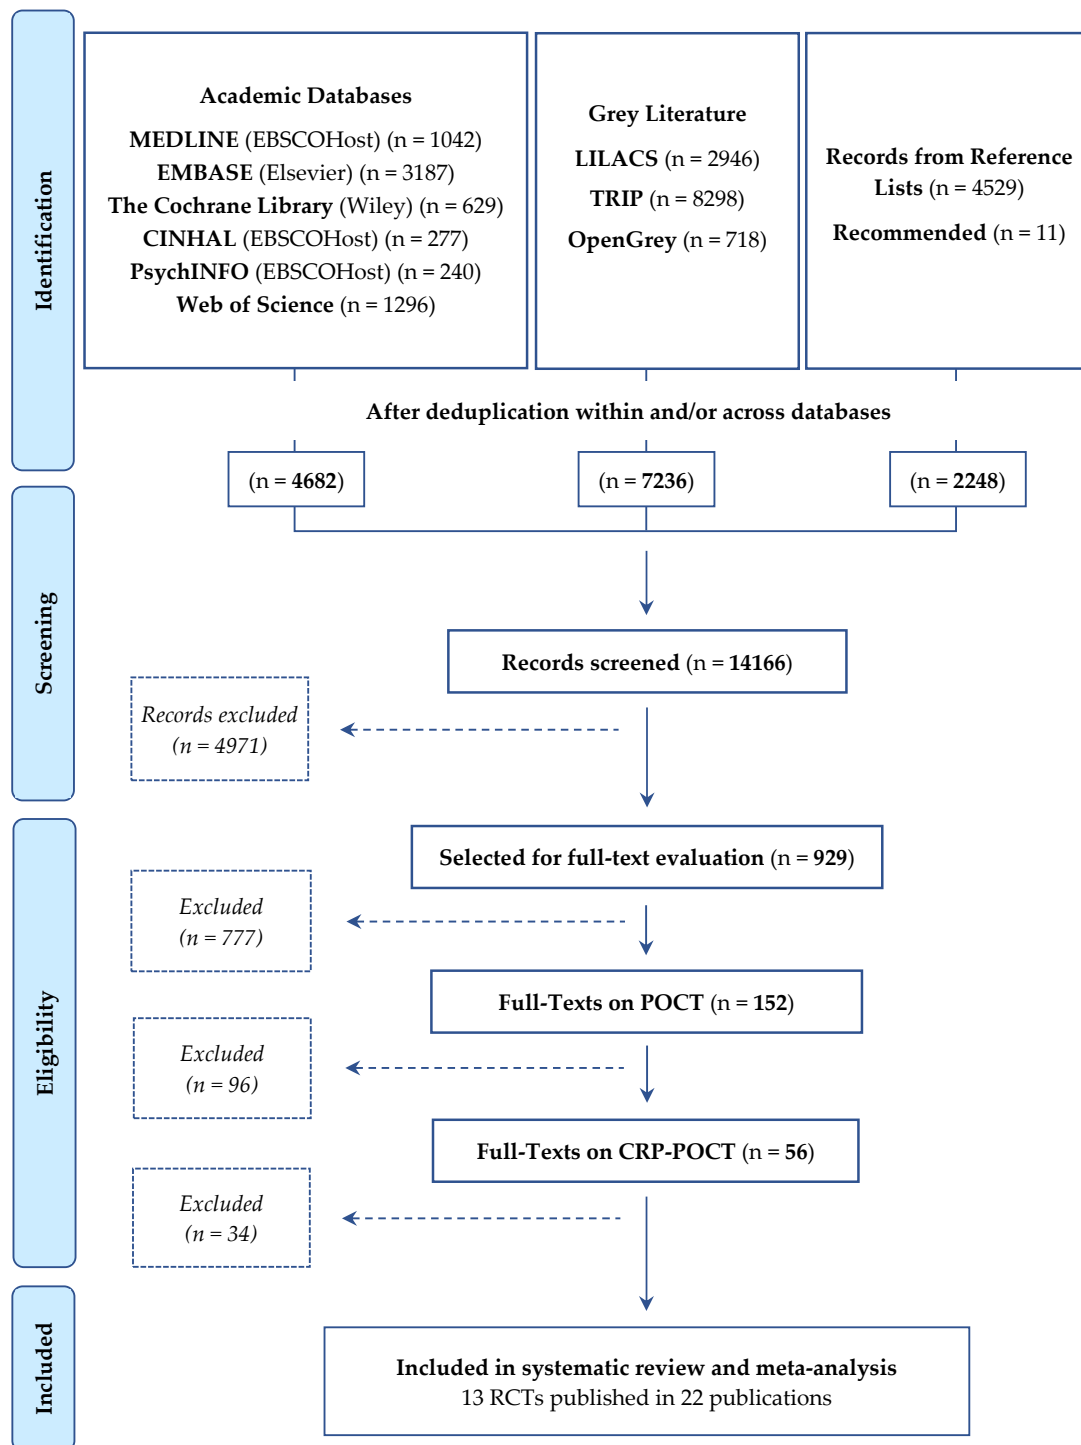 Identification
Academic Databases
MEDLINE (EBSCOHost) (n = 1042)
EMBASE (Elsevier) (n = 3187)
The Cochrane Library (Wiley) (n = 629)
CINHAL (EBSCOHost) (n = 277)
PsychINFO (EBSCOHost) (n = 240)
Web of Science (n = 1296)
Grey Literature
LILACS (n = 2946)
TRIP (n = 8298)
OpenGrey (n = 718)
Records from Reference
Lists (n = 4529)
Recommended (n = 11)
After deduplication within and/or across databases
(n = 4682)
(n = 7236)
(n = 2248)
Screening
Records screened (n = 14166)
Records excluded
(n = 4971)
Eligibility
Selected for full-text evaluation (n = 929)
Excluded
(n = 777)
Full-Texts on POCT (n = 152)
Excluded
(n = 96)
Full-Texts on CRP-POCT (n = 56)
Excluded
(n = 34)
Included
Included in systematic review and meta-analysis
13 RCTs published in 22 publications